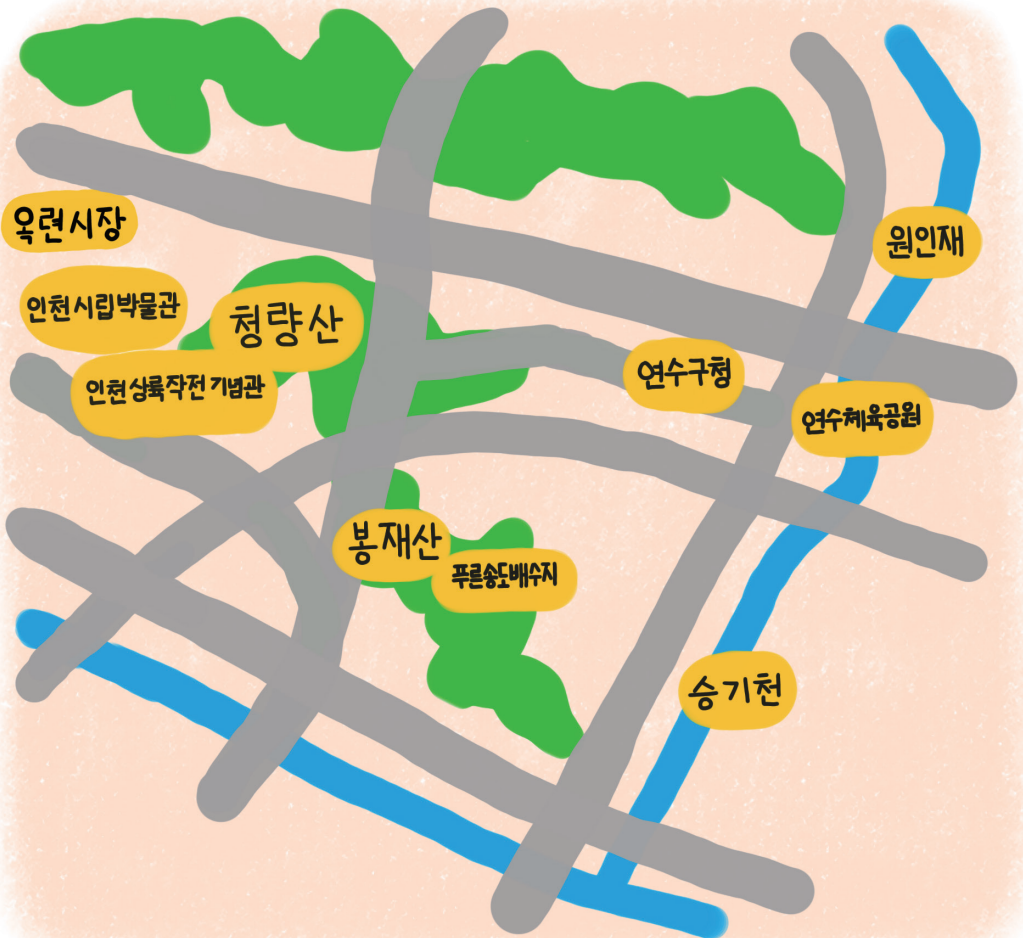 옥련시장
원인재
인천시립박물관
청량산
연수구청
인천상륙작전기념관
연수체육공원
봉재산
푸른송도배수지
승기천